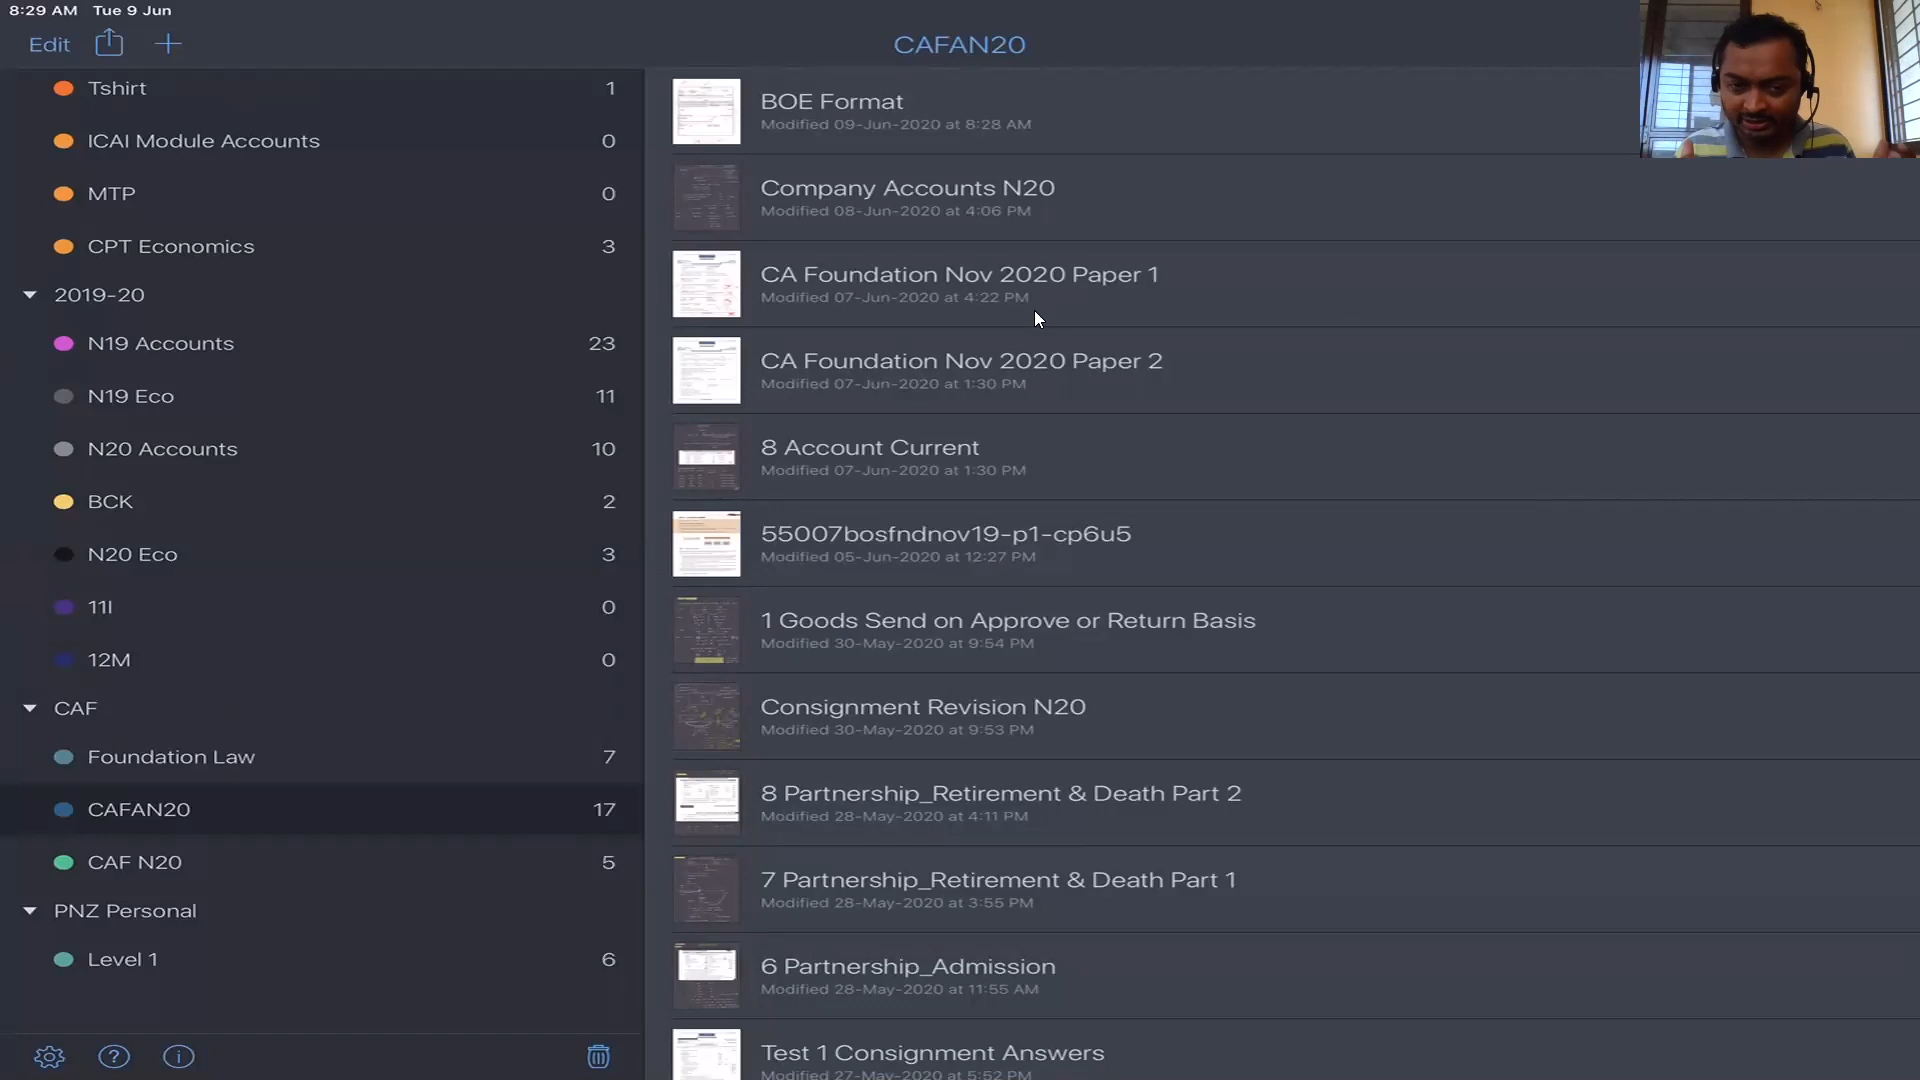 8:29 AM Tue 9 Jun
Edit
CAFAN20
Tshirt 1
ICAI Module Accounts 0
MTP 0
CPT Economics 3
2019-20
N19 Accounts 23
N19 Eco 11
N20 Accounts 10
BCK 2
N20 Eco 3
11I 0
12M 0
CAF
Foundation Law 7
CAFAN20 17
CAF N20 5
PNZ Personal
Level 1 6
BOE Format
Modified 09-Jun-2020 at 8:28 AM
Company Accounts N20
Modified 08-Jun-2020 at 4:06 PM
CA Foundation Nov 2020 Paper 1
Modified 07-Jun-2020 at 4:22 PM
CA Foundation Nov 2020 Paper 2
Modified 07-Jun-2020 at 1:30 PM
8 Account Current
Modified 07-Jun-2020 at 1:30 PM
55007bosfndnov19-p1-cp6u5
Modified 05-Jun-2020 at 12:27 PM
1 Goods Send on Approve or Return Basis
Modified 30-May-2020 at 9:54 PM
Consignment Revision N20
Modified 30-May-2020 at 9:53 PM
8 Partnership_Retirement & Death Part 2
Modified 28-May-2020 at 4:11 PM
7 Partnership_Retirement & Death Part 1
Modified 28-May-2020 at 3:55 PM
6 Partnership_Admission
Modified 28-May-2020 at 11:55 AM
Test 1 Consignment Answers
Modified 27-May-2020 at 5:52 PM